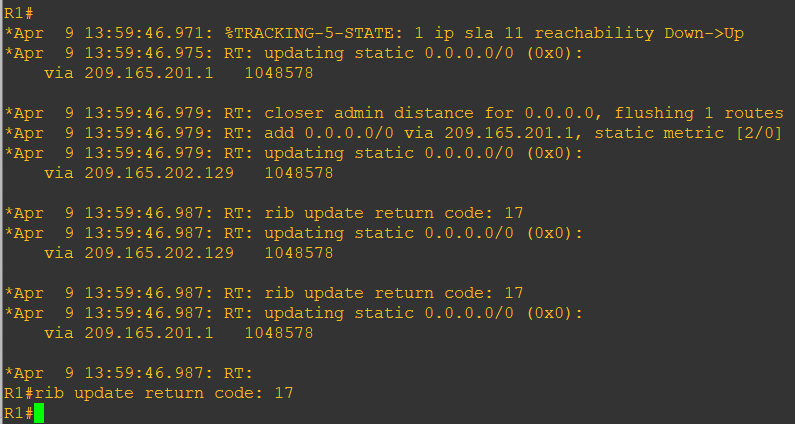 R1#
*Apr  9 13:59:46.971: %TRACKING-5-STATE: 1 ip sla 11 reachability Down->Up
*Apr  9 13:59:46.975: RT: updating static 0.0.0.0/0 (0x0):
    via 209.165.201.1   1048578

*Apr  9 13:59:46.979: RT: closer admin distance for 0.0.0.0, flushing 1 routes
*Apr  9 13:59:46.979: RT: add 0.0.0.0/0 via 209.165.201.1, static metric [2/0]
*Apr  9 13:59:46.979: RT: updating static 0.0.0.0/0 (0x0):
    via 209.165.202.129   1048578

*Apr  9 13:59:46.987: RT: rib update return code: 17
*Apr  9 13:59:46.987: RT: updating static 0.0.0.0/0 (0x0):
    via 209.165.202.129   1048578

*Apr  9 13:59:46.987: RT: rib update return code: 17
*Apr  9 13:59:46.987: RT: updating static 0.0.0.0/0 (0x0):
    via 209.165.201.1   1048578

*Apr  9 13:59:46.987: RT:
R1#rib update return code: 17
R1#